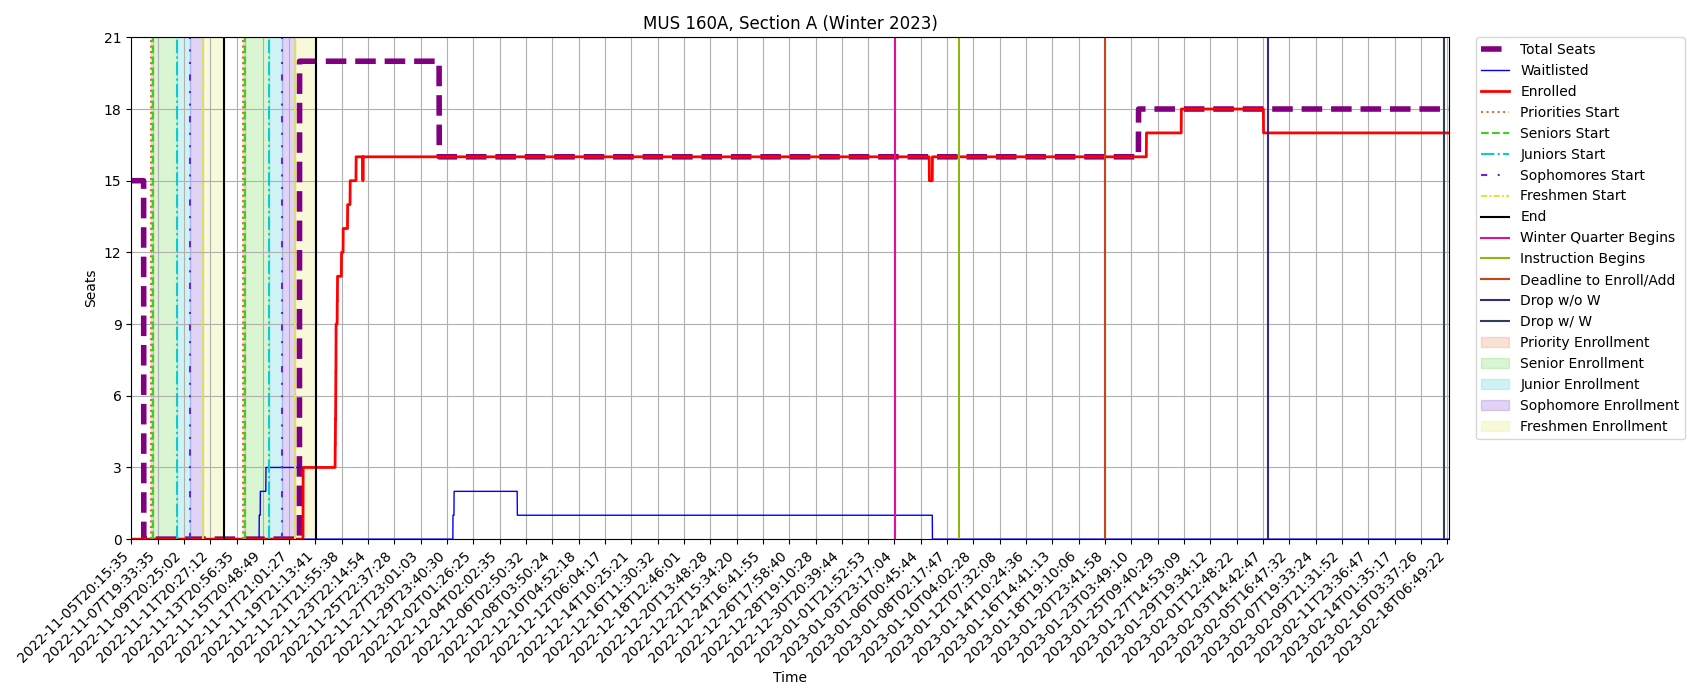 MUS 160A, Section A (Winter 2023)
Seats
21
18
15
12
9
6
3
0
2022-11-05T20:15:35
2022-11-07T19:33:35
2022-11-09T20:25:02
2022-11-11T20:27:12
2022-11-13T20:56:35
2022-11-15T20:48:49
2022-11-17T21:01:27
2022-11-19T21:13:41
2022-11-21T21:55:38
2022-11-23T22:14:54
2022-11-25T22:37:28
2022-11-27T23:01:03
2022-11-29T23:40:30
2022-12-02T01:26:25
2022-12-04T02:02:35
2022-12-06T02:50:32
2022-12-08T03:50:24
2022-12-10T04:52:18
2022-12-12T06:04:17
2022-12-14T10:25:21
2022-12-16T11:30:32
2022-12-18T12:46:01
2022-12-20T13:48:28
2022-12-22T15:34:20
2022-12-24T16:41:55
2022-12-26T17:58:40
2022-12-28T19:10:28
2022-12-30T20:39:44
2023-01-01T21:52:53
2023-01-03T23:17:04
2023-01-06T00:45:44
2023-01-08T02:17:47
2023-01-10T04:02:28
2023-01-12T07:32:08
2023-01-14T10:24:36
2023-01-16T14:41:13
2023-01-18T19:10:06
2023-01-20T23:41:58
2023-01-23T03:49:10
2023-01-25T09:40:29
2023-01-27T14:53:09
2023-01-29T19:34:12
2023-02-01T12:48:22
2023-02-03T14:42:47
2023-02-05T16:47:32
2023-02-07T19:33:24
2023-02-09T21:31:52
2023-02-11T23:36:47
2023-02-14T01:35:17
2023-02-16T03:37:26
2023-02-18T06:49:22
Time
Total Seats
Waitlisted
Enrolled
Priorities Start
Seniors Start
Juniors Start
Sophomores Start
Freshmen Start
End
Winter Quarter Begins
Instruction Begins
Deadline to Enroll/Add
Drop w/o W
Drop w/ W
Priority Enrollment
Senior Enrollment
Junior Enrollment
Sophomore Enrollment
Freshmen Enrollment